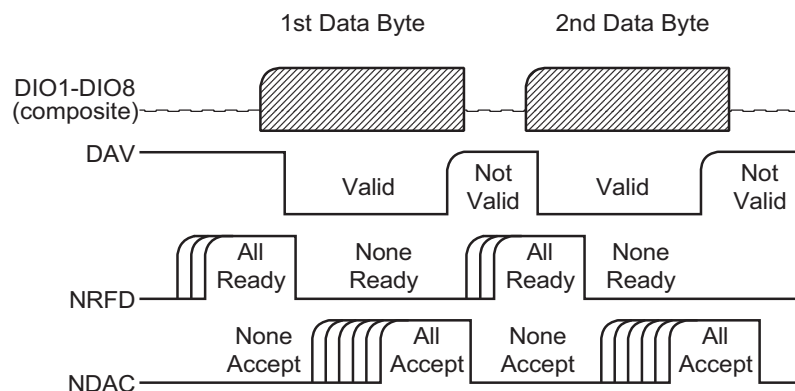 1st Data Byte 2nd Data Byte
DIO1-DIO8
(composite)
DAV
Valid
Not
Valid
Valid
Not
Valid
NRFD
All
Ready
None
Ready
All
Ready
None
Ready
NDAC
None
Accept
All
Accept
None
Accept
All
Accept